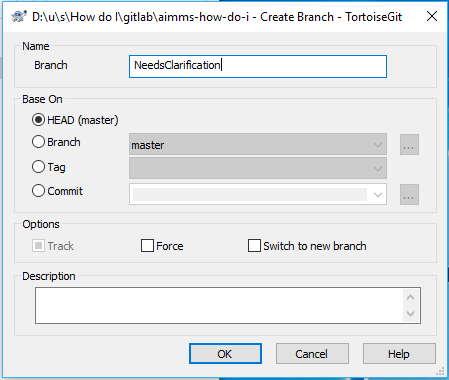 D:\u\s\How do I\gitlab\aimms-how-do-i - Create Branch - TortoiseGit
Name
Branch
NeedsClarification
Base On
HEAD (master)
Branch
master
...
Tag
Commit
...
Options
Track
Force
Switch to new branch
Description
OK
Cancel
Help